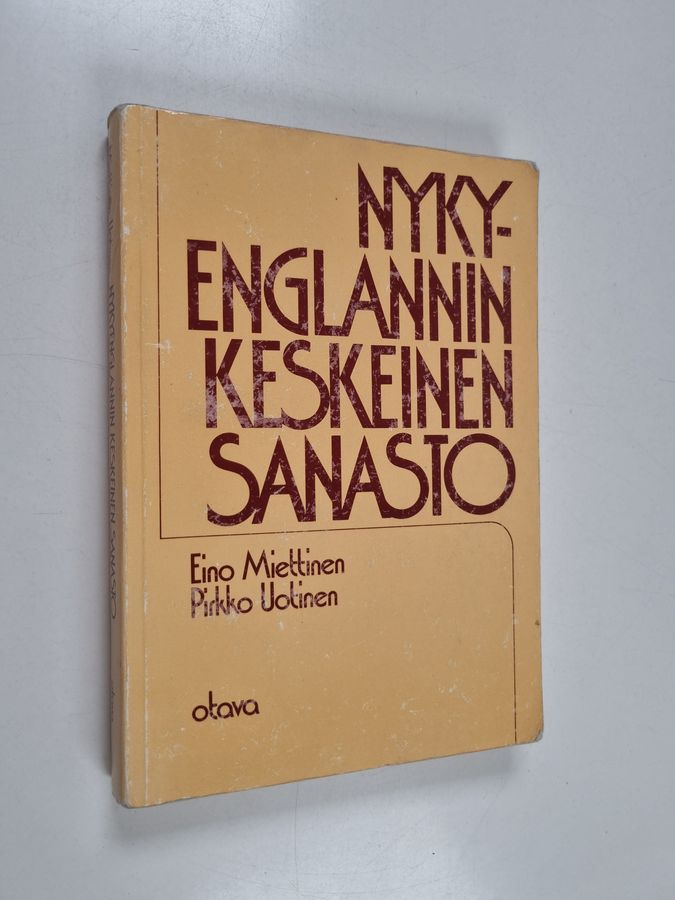 NYKY-
ENGLANNIN
KESKEINEN
SANASTO
Eino Miettinen
Pirkko Uotinen
otava
NYKYENGLANNIN KESKEINEN SANASTO